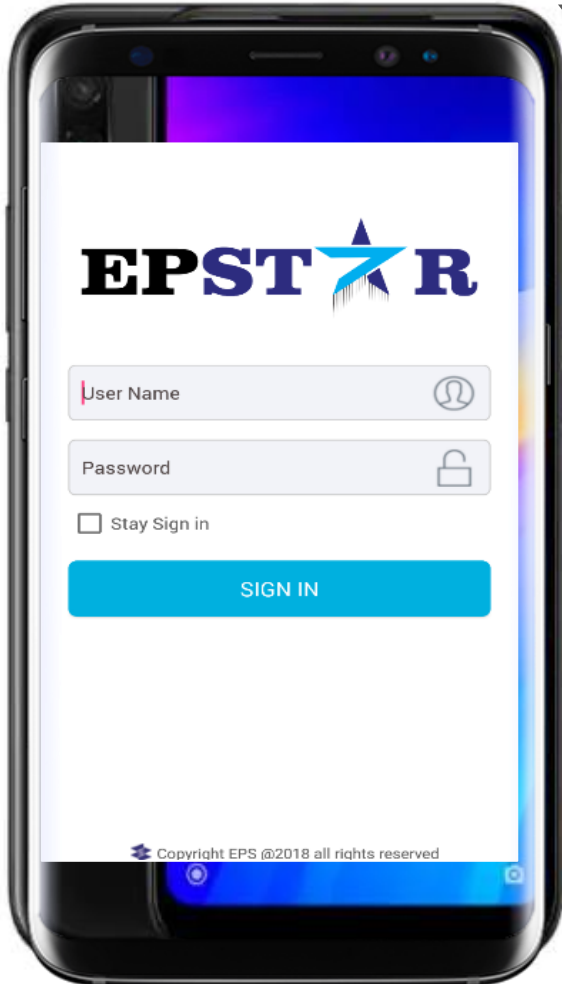 EPSTAR
User Name
Password
Stay Sign in
SIGN IN
Copyright EPS @2018 all rights reserved